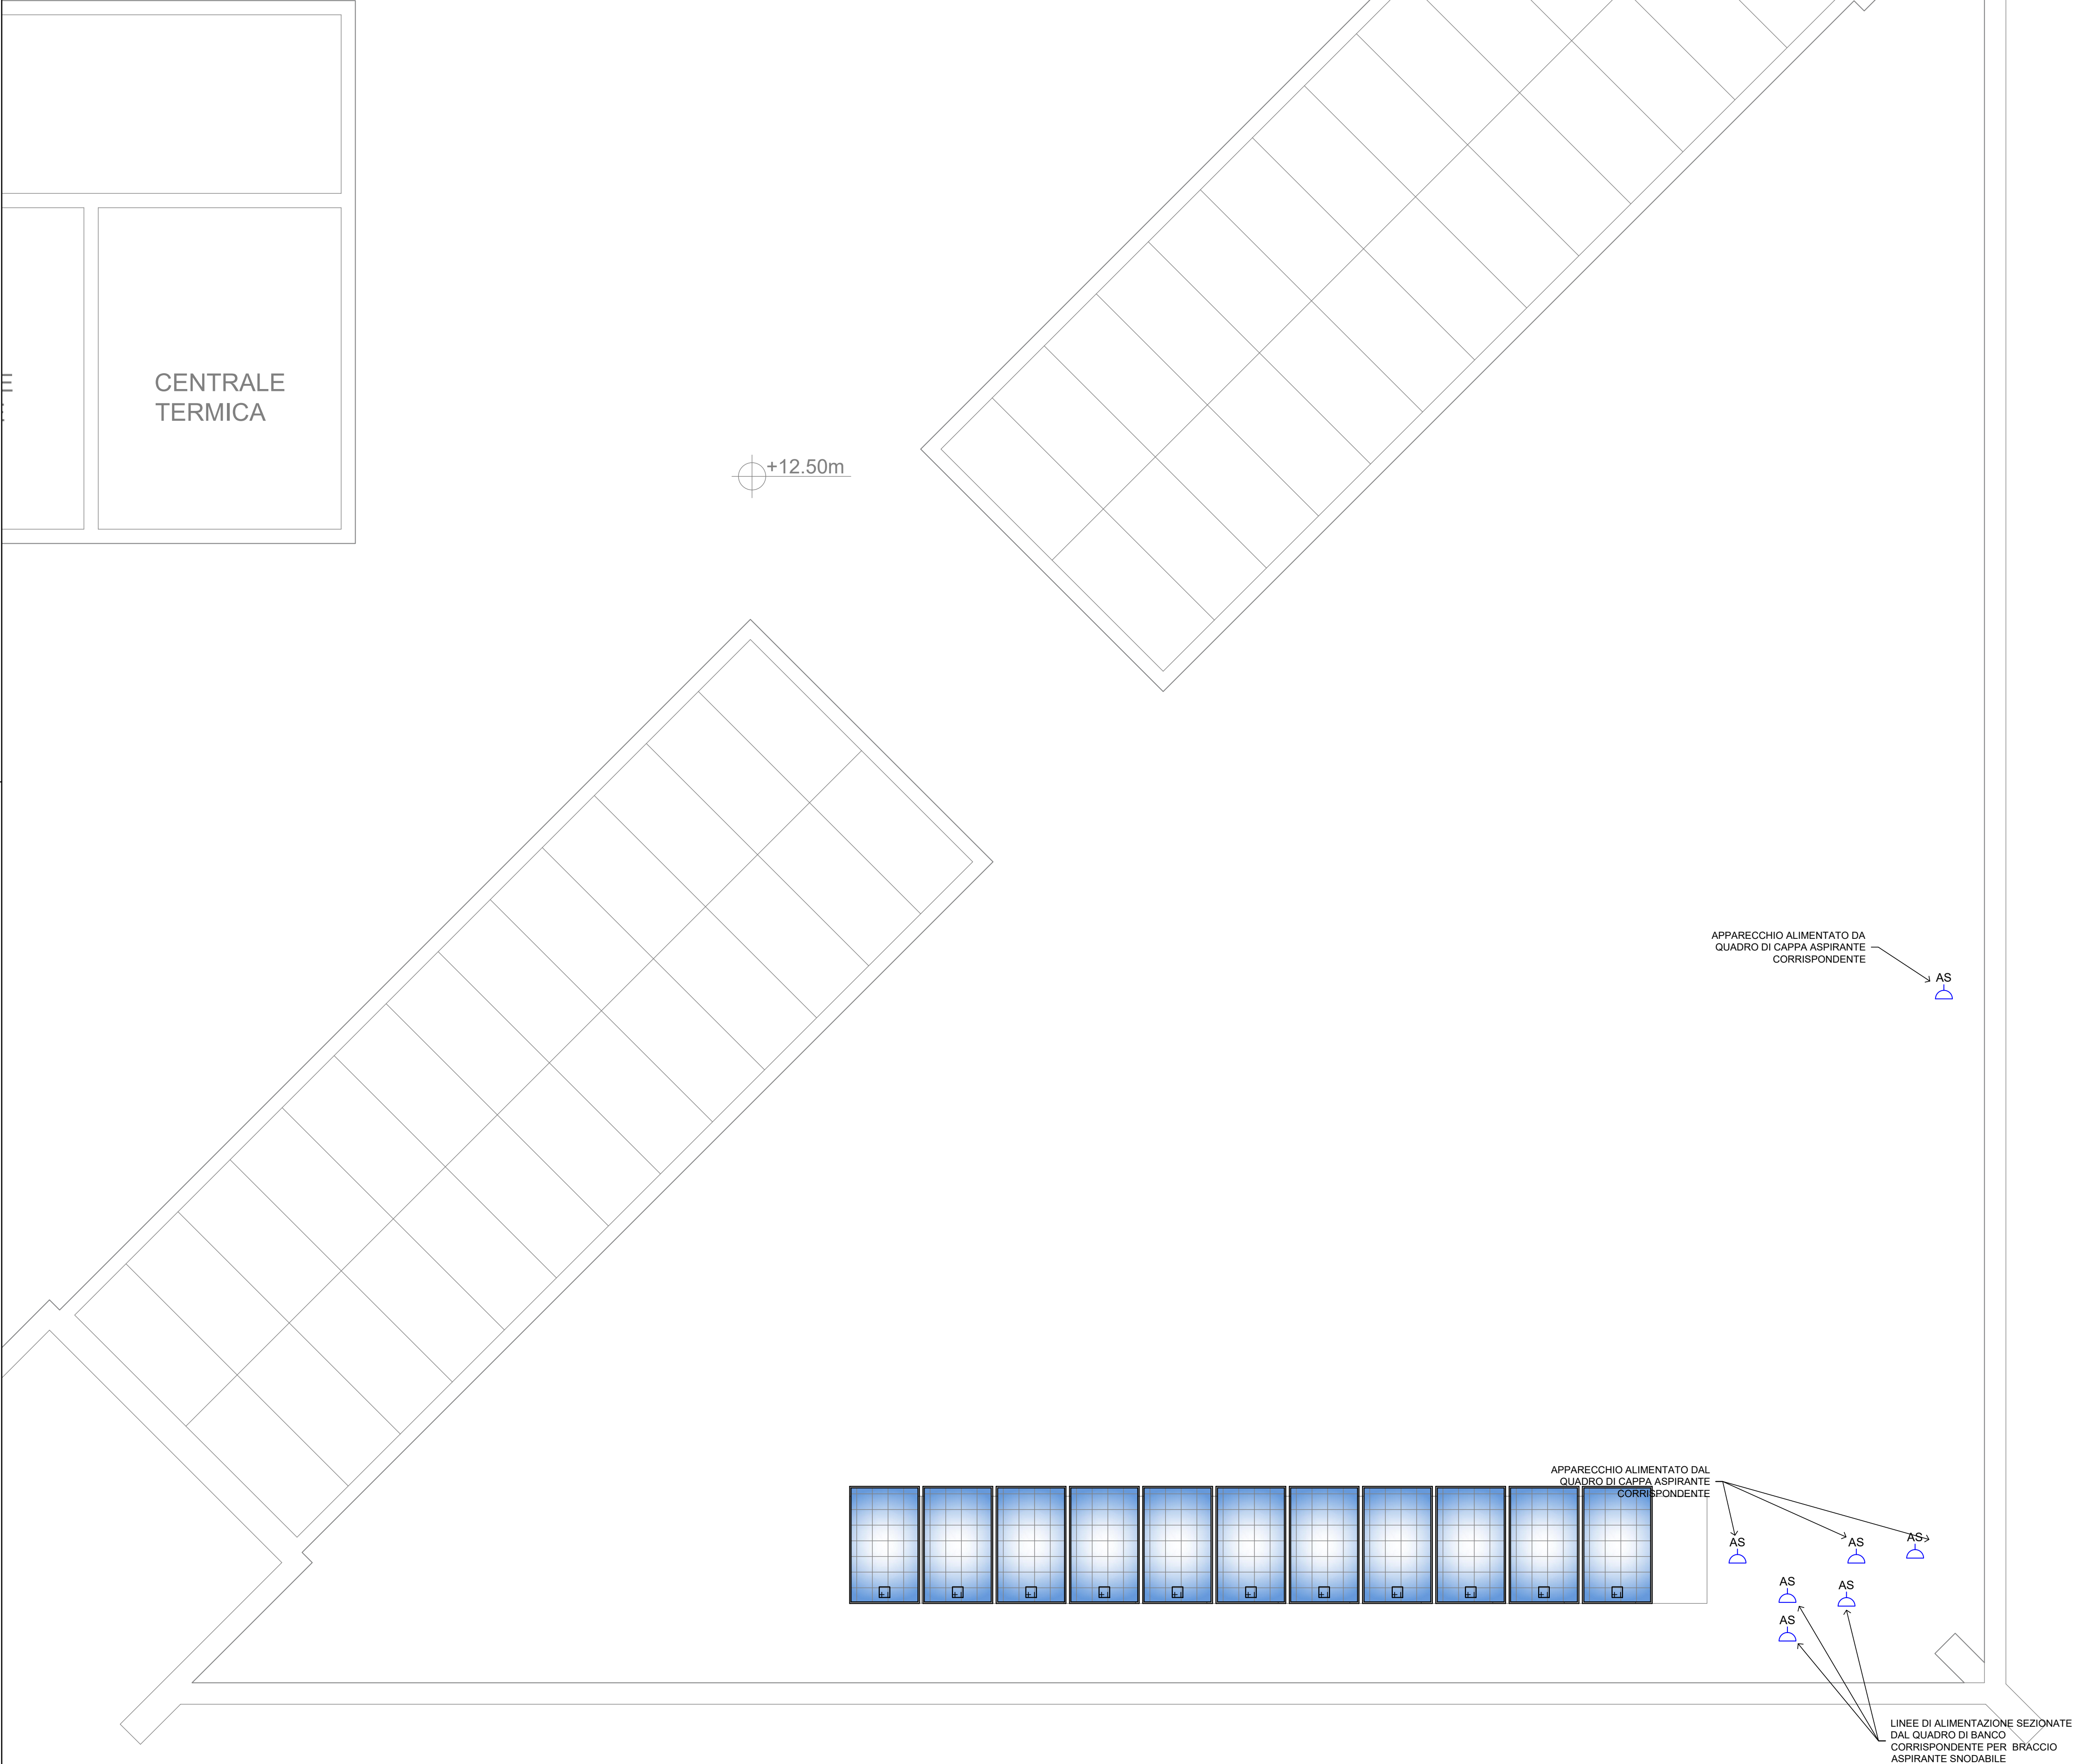 CENTRALE
TERMICA
+12.50m
APPARECCHIO ALIMENTATO DA
QUADRO DI CAPPA ASPIRANTE
CORRISPONDENTE
AS
APPARECCHIO ALIMENTATO DAL
QUADRO DI CAPPA ASPIRANTE
CORRISPONDENTE
AS
AS
AS
AS
AS
AS
LINEE DI ALIMENTAZIONE SEZIONATE
DAL QUADRO DI BANCO
CORRISPONDENTE PER BRACCIO
ASPIRANTE SNODABILE